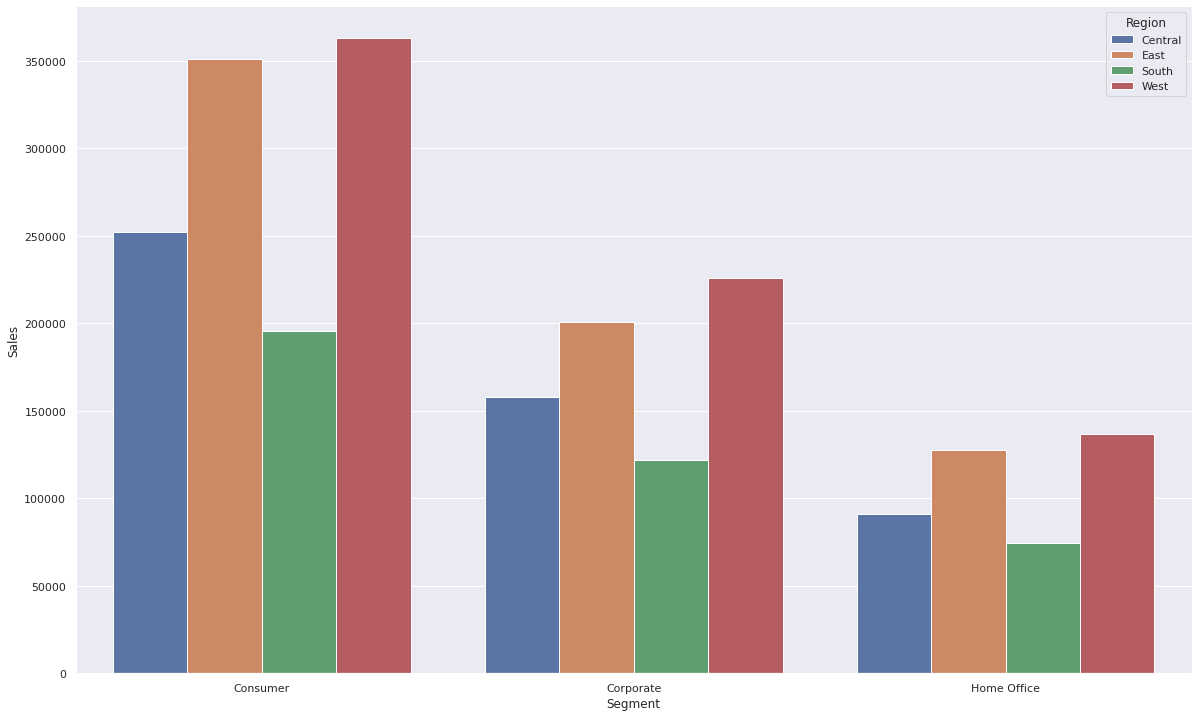 Region
Central
East
South
West
350000
300000
250000
200000
150000
100000
50000
0
Sales
Consumer Corporate Home Office
Segment